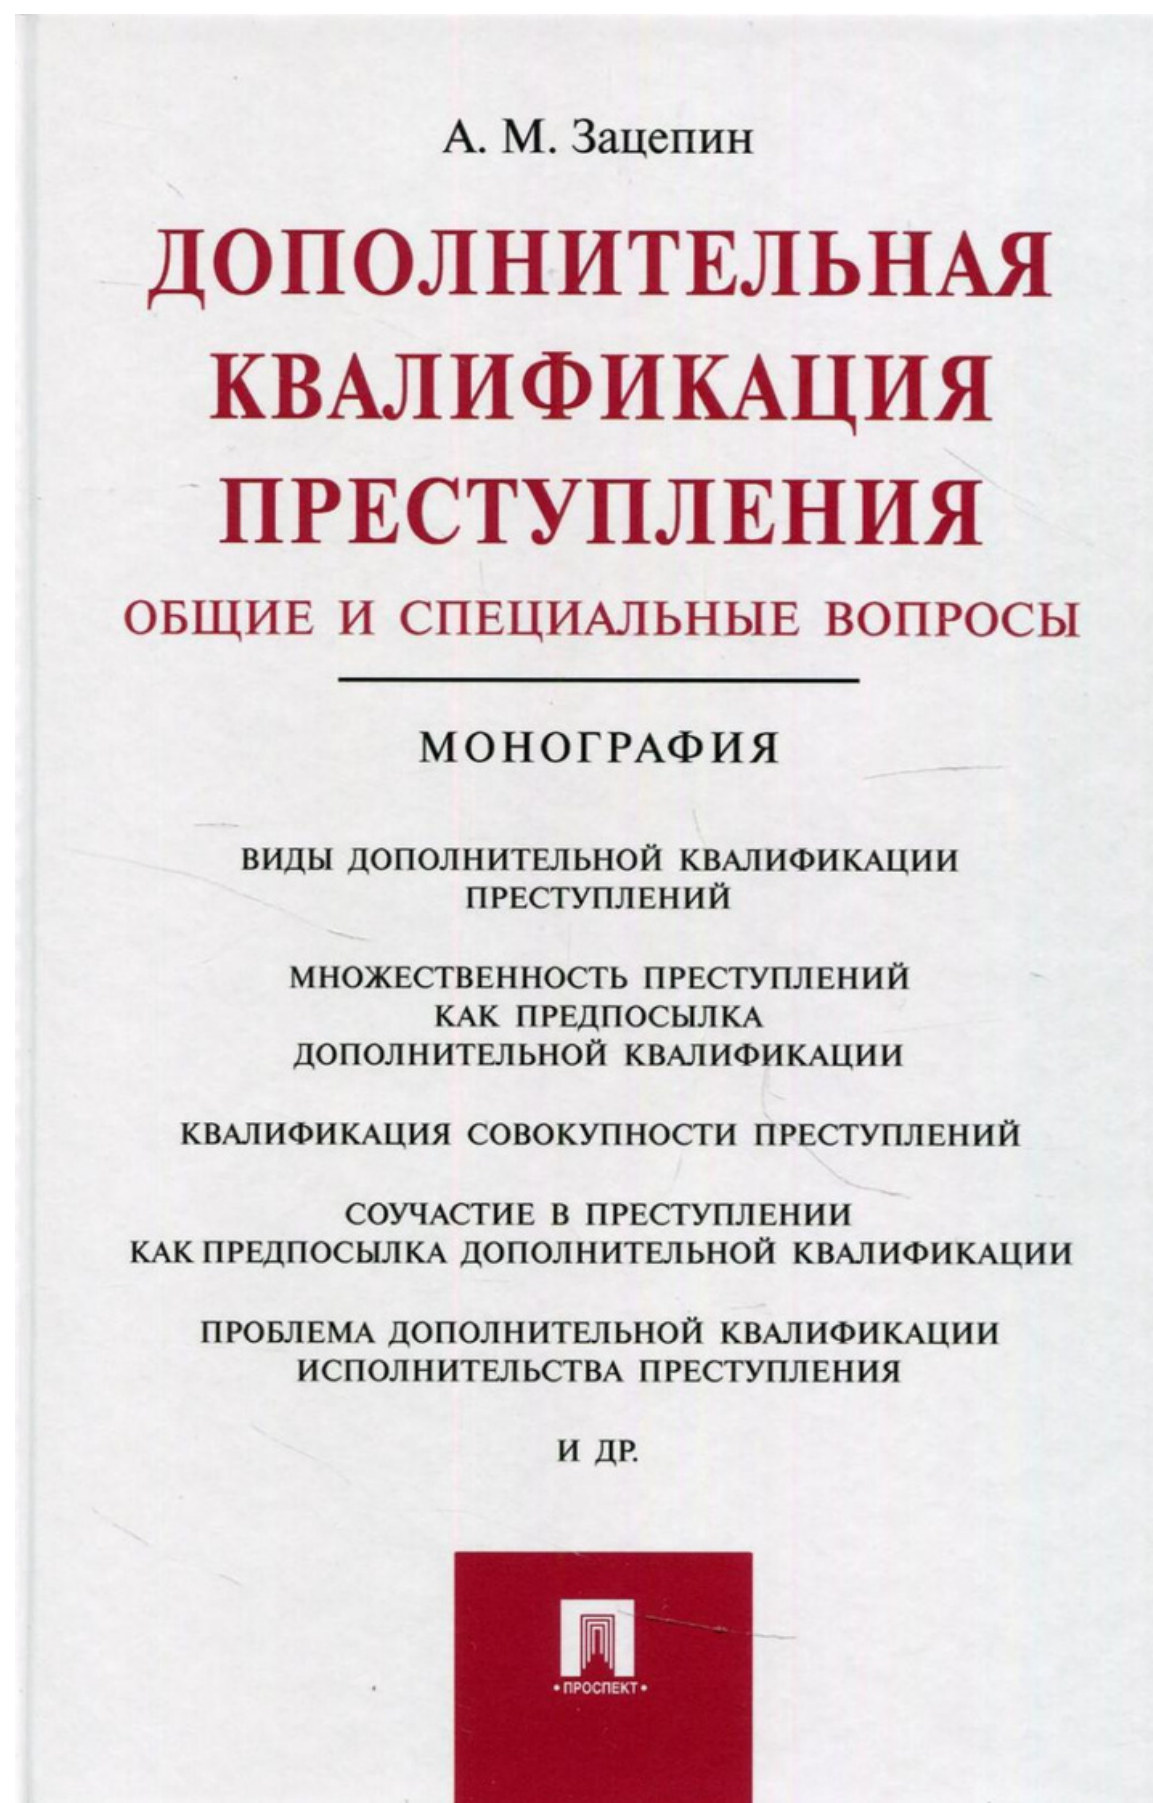 А. М. Зацепин
ДОПОЛНИТЕЛЬНАЯ
КВАЛИФИКАЦИЯ
ПРЕСТУПЛЕНИЯ
ОБЩИЕ И СПЕЦИАЛЬНЫЕ ВОПРОСЫ
МОНОГРАФИЯ
ВИДЫ ДОПОЛНИТЕЛЬНОЙ КВАЛИФИКАЦИИ
ПРЕСТУПЛЕНИЙ
МНОЖЕСТВЕННОСТЬ ПРЕСТУПЛЕНИЙ
КАК ПРЕДПОСЫЛКА
ДОПОЛНИТЕЛЬНОЙ КВАЛИФИКАЦИИ
КВАЛИФИКАЦИЯ СОВОКУПНОСТИ ПРЕСТУПЛЕНИЙ
СОУЧАСТИЕ В ПРЕСТУПЛЕНИИ
КАК ПРЕДПОСЫЛКА ДОПОЛНИТЕЛЬНОЙ КВАЛИФИКАЦИИ
ПРОБЛЕМА ДОПОЛНИТЕЛЬНОЙ КВАЛИФИКАЦИИ
ИСПОЛНИТЕЛЬСТВА ПРЕСТУПЛЕНИЯ
И ДР.
• ПРОСПЕКТ •